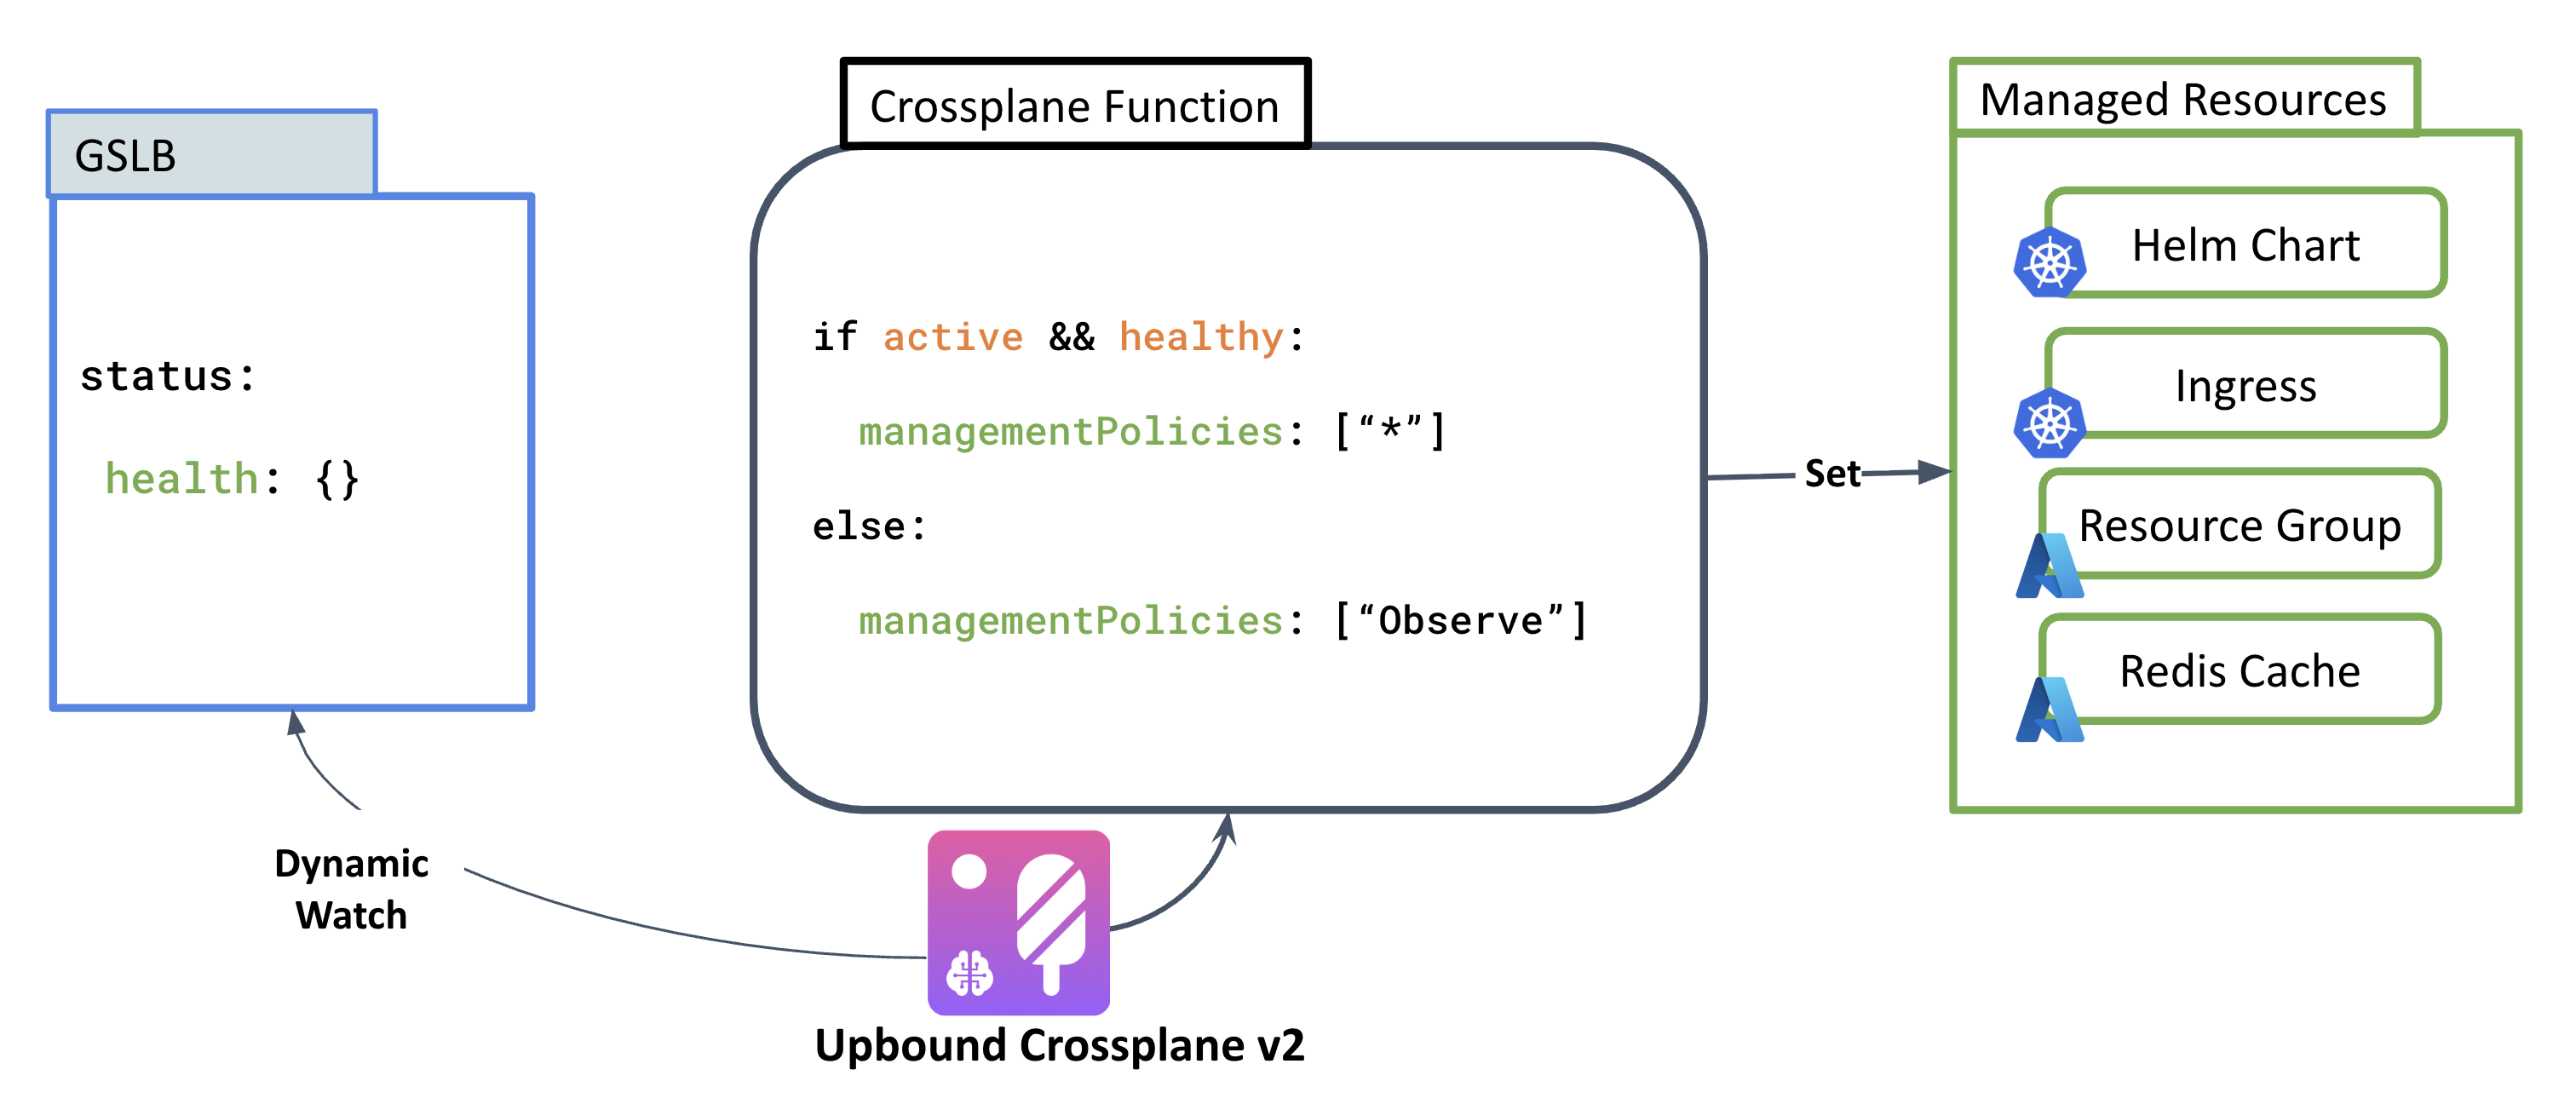 GSLB
status:
health: {}
Dynamic
Watch
Crossplane Function
if active && healthy:
managementPolicies: [“*”]
else:
managementPolicies: [“Observe”]
Upbound Crossplane v2
Set
Managed Resources
Helm Chart
Ingress
Resource Group
Redis Cache